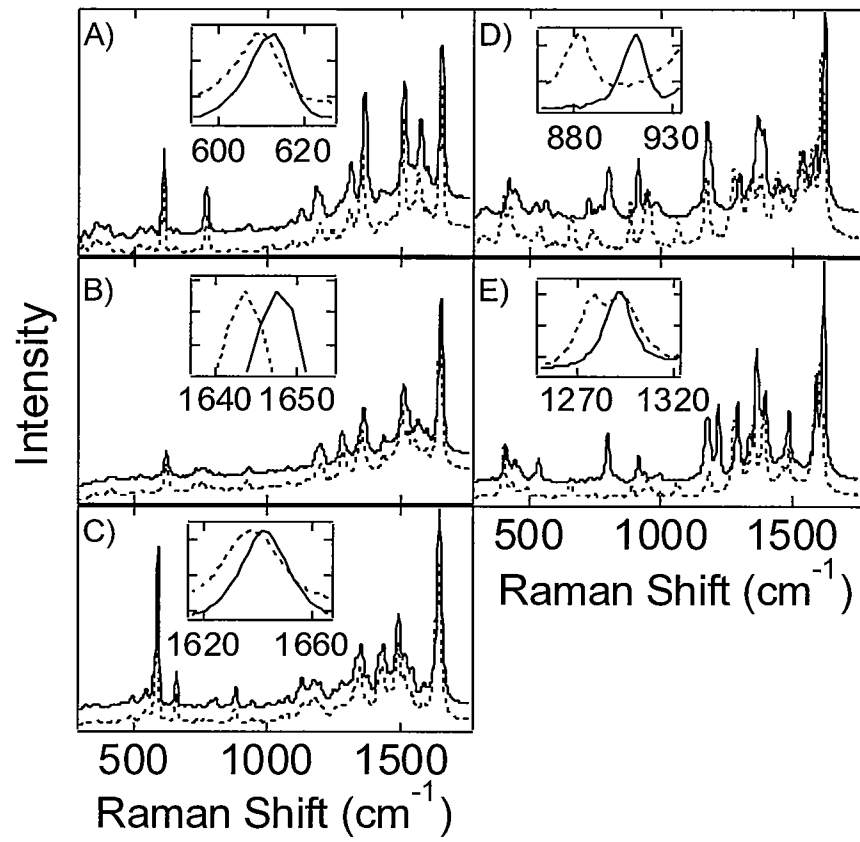 A)
600 620
B)
1640 1650
C)
1620 1660
D)
880 930
E)
1270 1320
Intensity
500 1000 1500
Raman Shift (cm⁻¹)
500 1000 1500
Raman Shift (cm⁻¹)